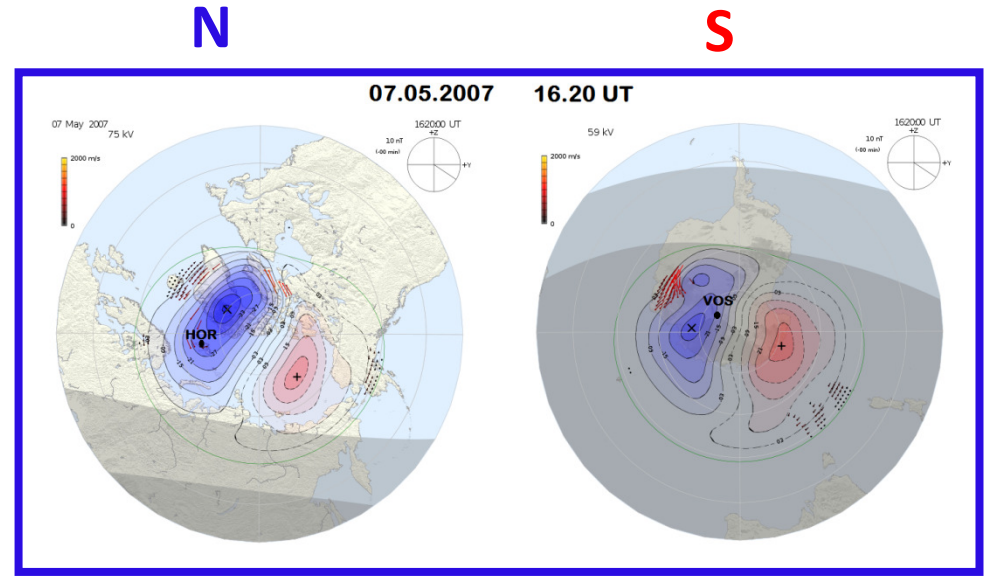 N S
07.05.2007 16.20 UT
07 May 2007
75 kV
2000 m/s
0
162000 UT
+Z
10 nT
(-00 min)
+Y
HOR
+
59 kV
2000 m/s
0
162000 UT
+Z
10 nT
(-00 min)
+Y
VOS
×
+